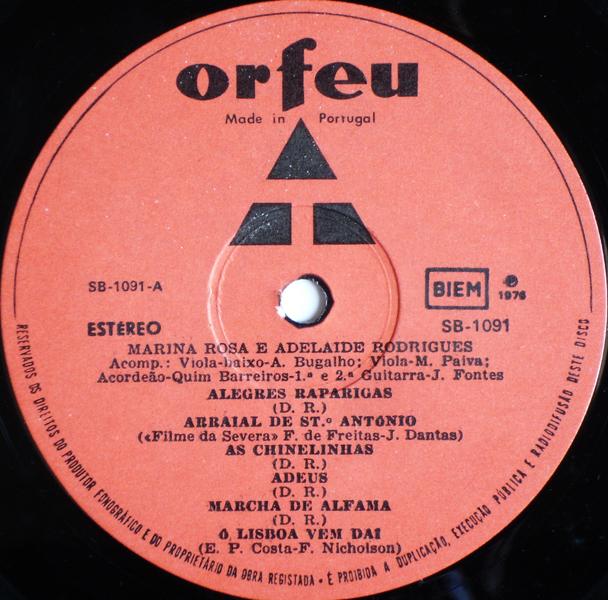 orfeu
Made in Portugal
SB-1091-A
BIEM
℗
1976
ESTÉREO
SB-1091
MARINA ROSA E ADELAIDE RODRIGUES
Acomp.: Viola-baixo-A. Bugalho; Viola-M. Paiva;
Acordeão-Quim Barreiros-1.ª e 2.ª Guitarra-J. Fontes
ALEGRES RAPARIGAS
(D. R.)
ARRAIAL DE ST.º ANTÓNIO
(«Filme da Severa» F. de Freitas-J. Dantas)
AS CHINELINHAS
(D. R.)
ADEUS
(D. R.)
MARCHA DE ALFAMA
(D. R.)
Ó LISBOA VEM DAÍ
(E. P. Costa-F. Nicholson)
RESERVADOS OS DIREITOS DO PRODUTOR FONOGRÁFICO E DO PROPRIETÁRIO DA OBRA REGISTADA • É PROIBIDA A DUPLICAÇÃO, EXECUÇÃO PÚBLICA E RADIODIFUSÃO DESTE DISCO